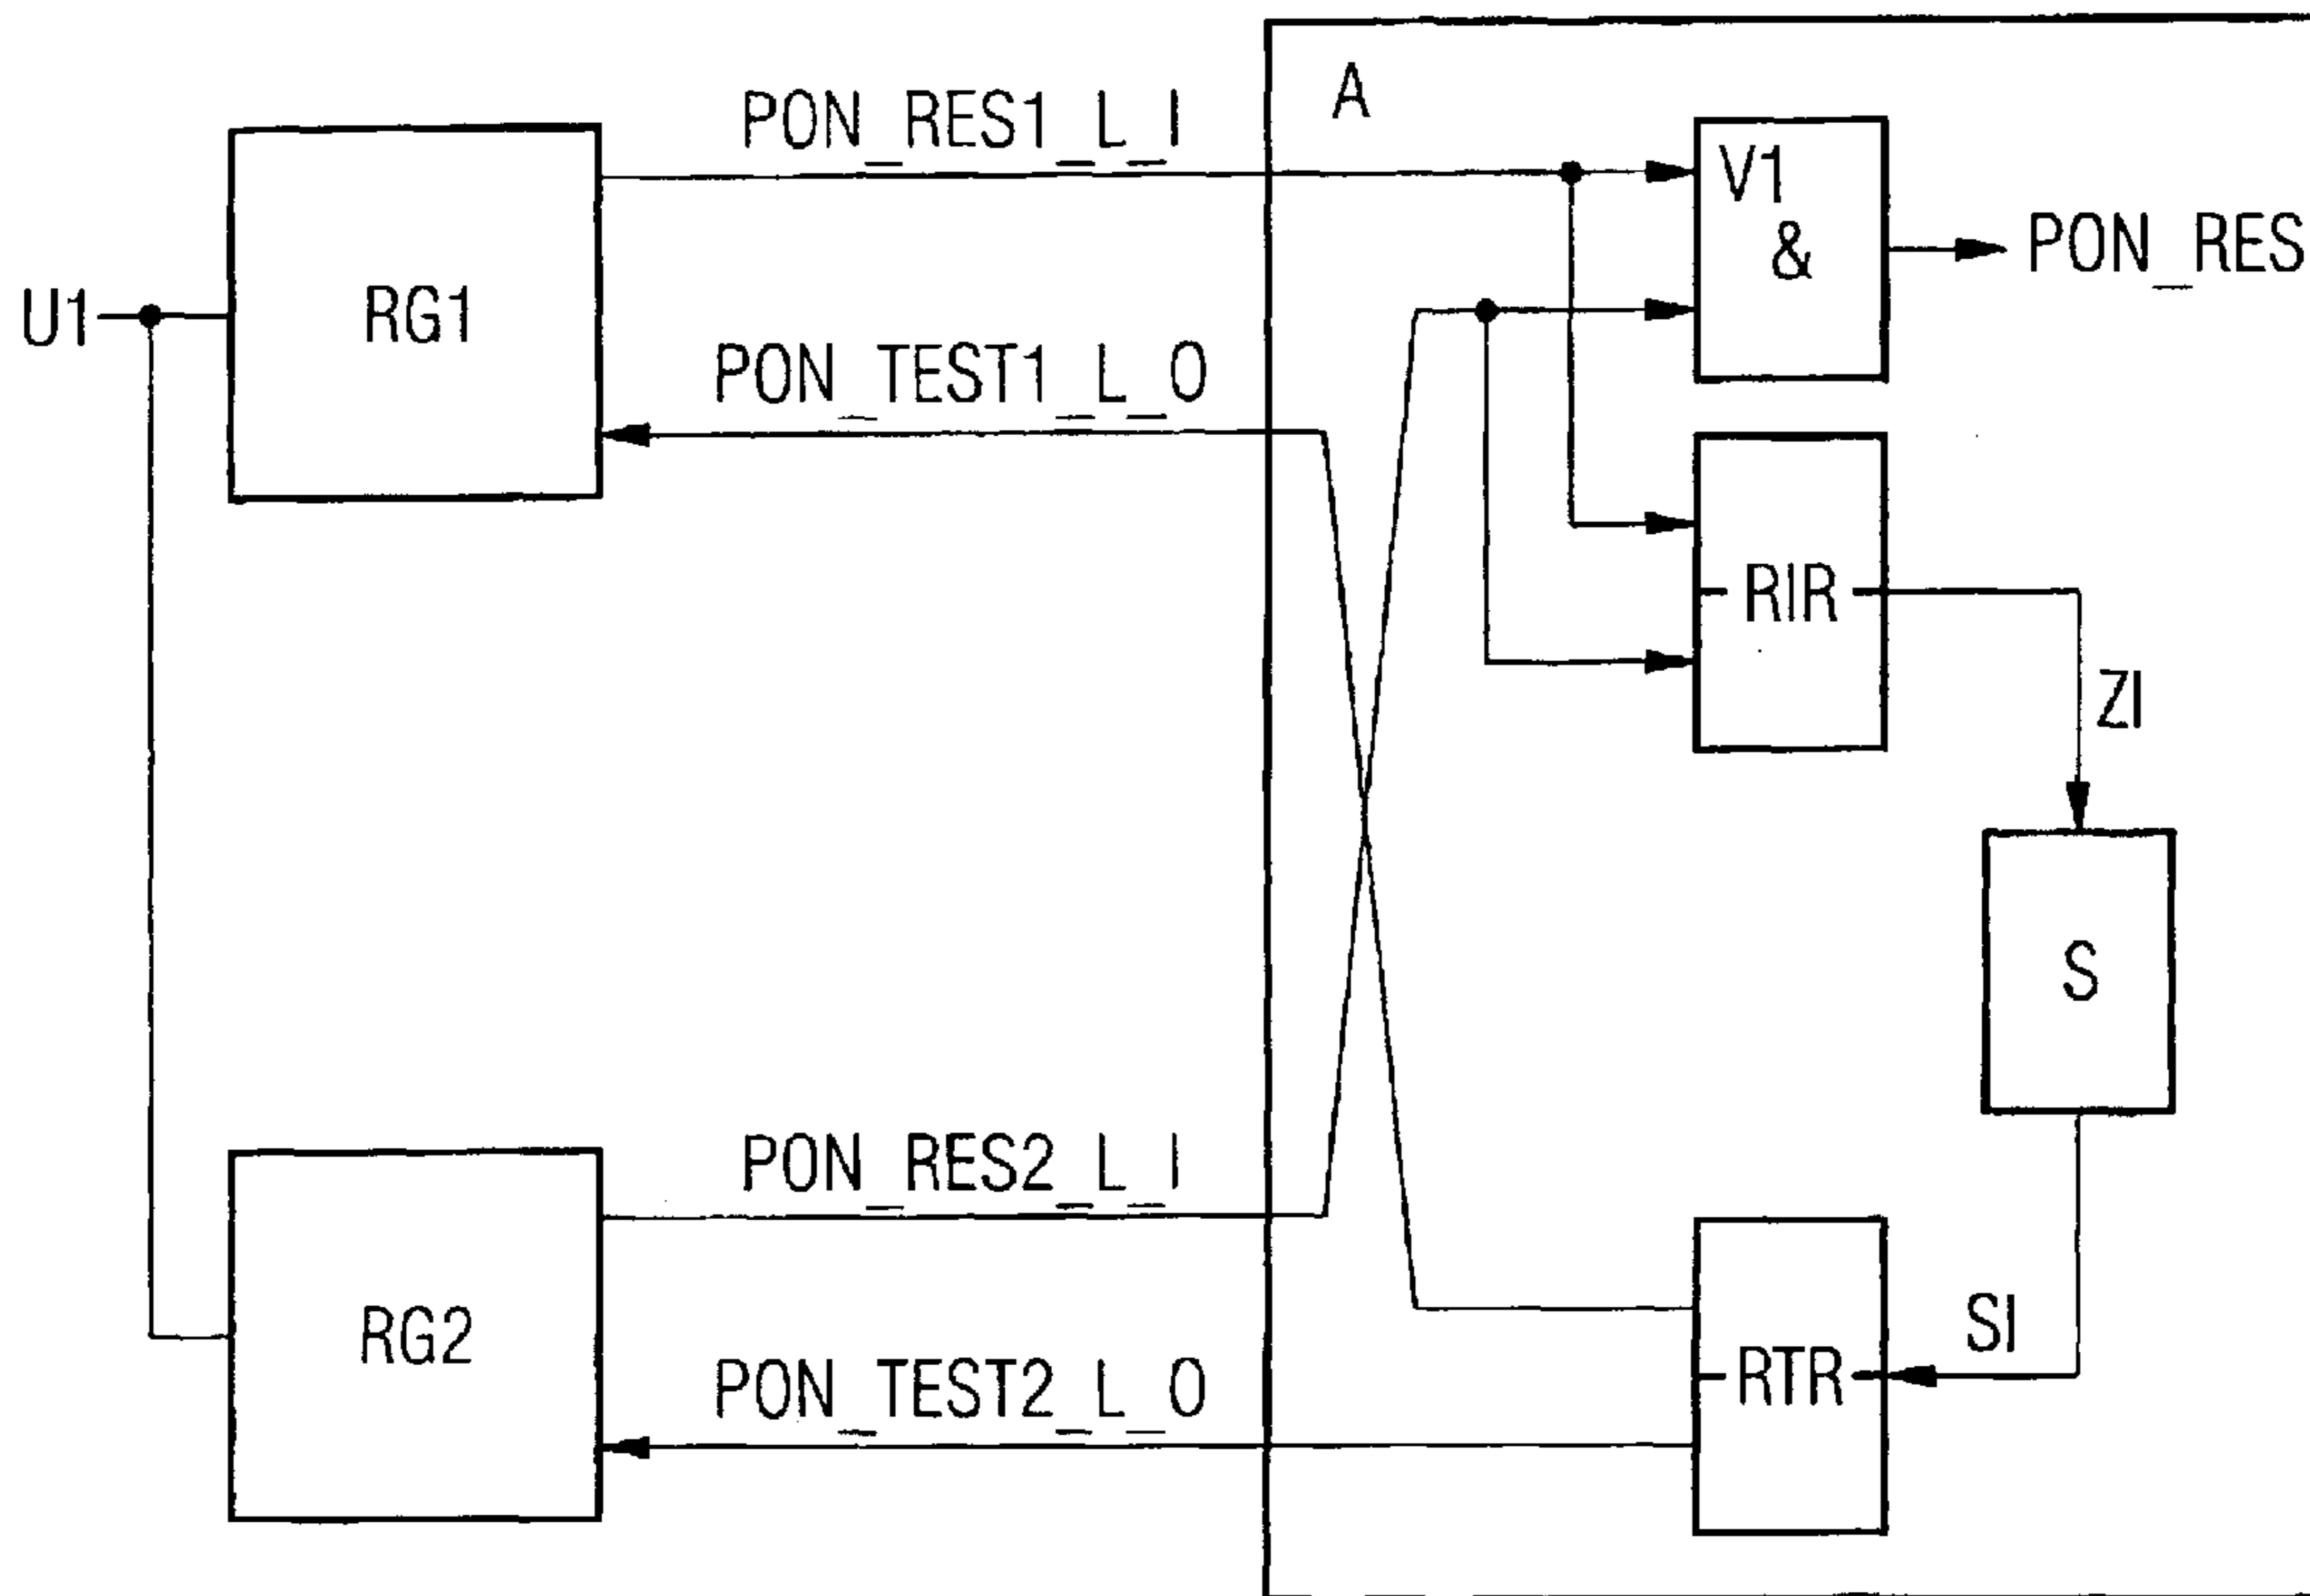 PON_RES1_L_I
A
V1
&
PON_RES
U1
RG1
PON_TEST1_L_O
RIR
ZI
S
PON_RES2_L_I
RG2
SI
PON_TEST2_L_O
RTR